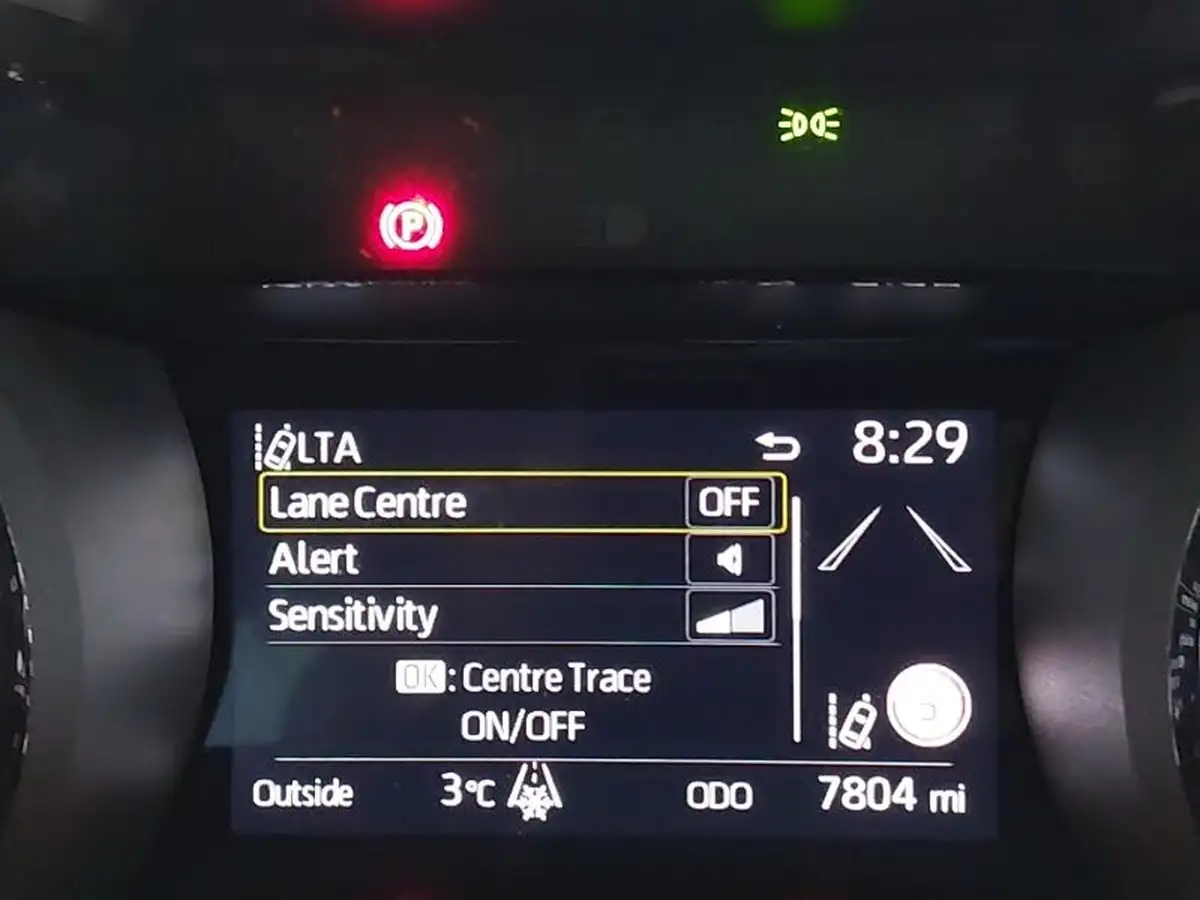 P
LTA
8:29
Lane Centre OFF
Alert
Sensitivity
OK : Centre Trace
ON/OFF
Outside 3°C ODO 7804 mi